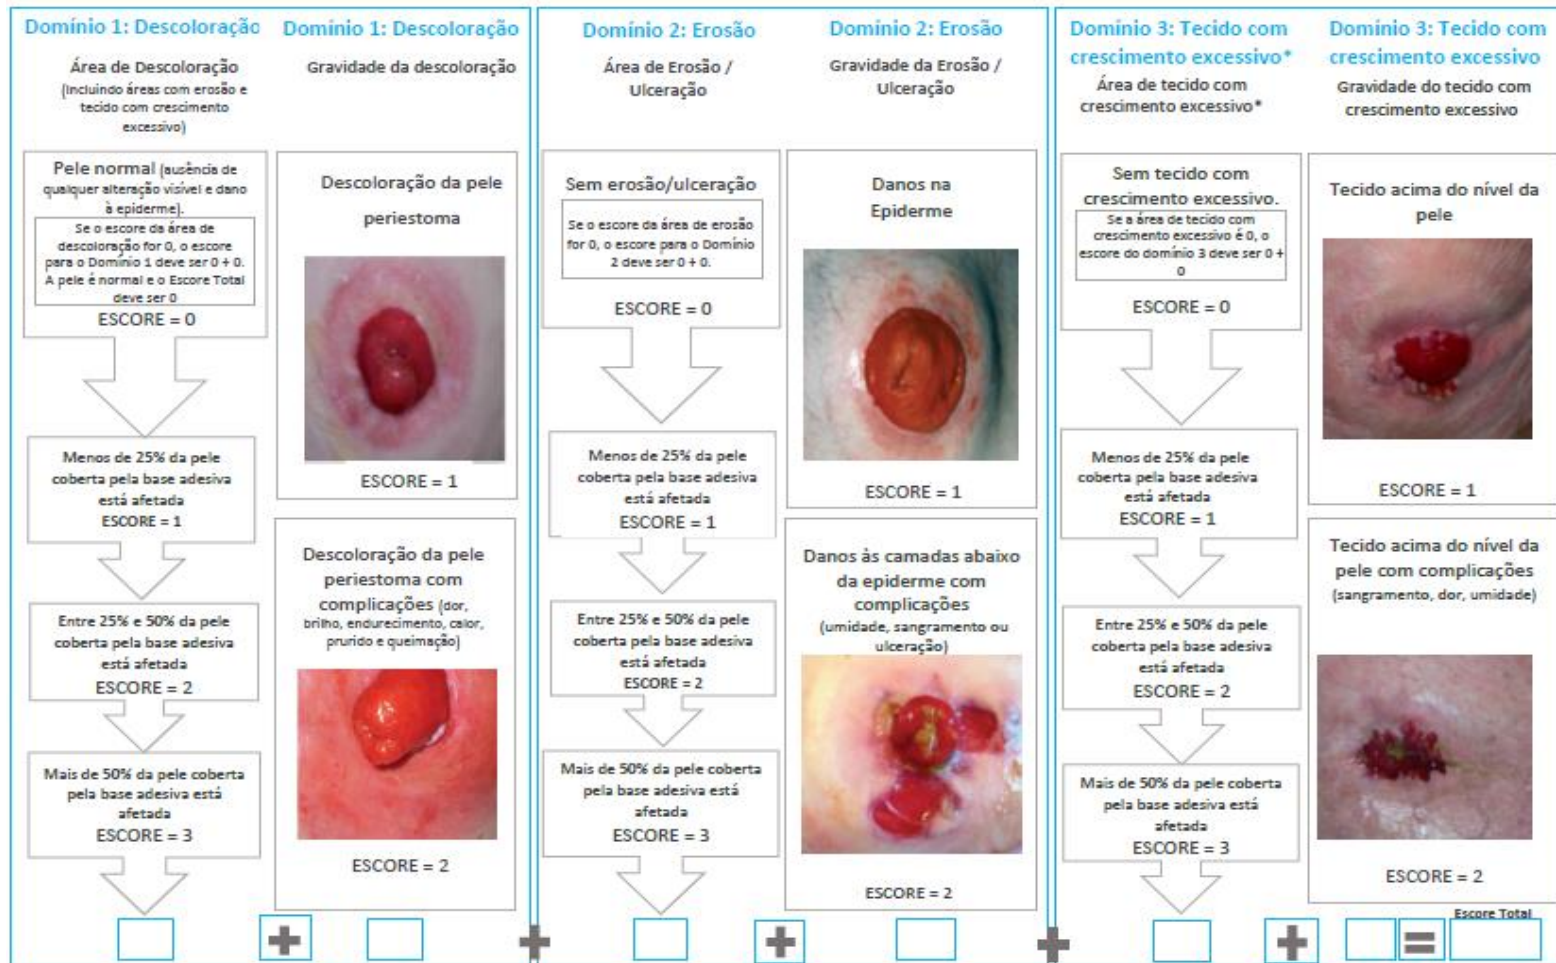 Domínio 1: Descoloração
Área de Descoloração
(Incluindo áreas com erosão e
tecido com crescimento
excessivo)
Pele normal (ausência de
qualquer alteração visível e dano
à epiderme).
Se o escore da área de
descoloração for 0, o escore
para o Domínio 1 deve ser 0 + 0.
A pele é normal e o Escore Total
deve ser 0
ESCORE = 0
Menos de 25% da pele
coberta pela base adesiva
está afetada
ESCORE = 1
Entre 25% e 50% da pele
coberta pela base adesiva
está afetada
ESCORE = 2
Mais de 50% da pele coberta
pela base adesiva está
afetada
ESCORE = 3
Domínio 1: Descoloração
Gravidade da descoloração
Descoloração da pele
periestoma
ESCORE = 1
Descoloração da pele
periestoma com
complicações (dor,
brilho, endurecimento, calor,
prurido e queimação)
ESCORE = 2
Domínio 2: Erosão
Área de Erosão /
Ulceração
Sem erosão/ulceração
Se o escore da área de erosão
for 0, o escore para o Domínio
2 deve ser 0 + 0.
ESCORE = 0
Menos de 25% da pele
coberta pela base adesiva
está afetada
ESCORE = 1
Entre 25% e 50% da pele
coberta pela base adesiva
está afetada
ESCORE = 2
Mais de 50% da pele coberta
pela base adesiva está
afetada
ESCORE = 3
Domínio 2: Erosão
Gravidade da Erosão /
Ulceração
Danos na
Epiderme
ESCORE = 1
Danos às camadas abaixo
da epiderme com
complicações
(umidade, sangramento ou
ulceração)
ESCORE = 2
Domínio 3: Tecido com
crescimento excessivo*
Área de tecido com
crescimento excessivo*
Sem tecido com
crescimento excessivo.
Se a área de tecido com
crescimento excessivo é 0, o
escore do domínio 3 deve ser 0 +
0
ESCORE = 0
Menos de 25% da pele
coberta pela base adesiva
está afetada
ESCORE = 1
Entre 25% e 50% da pele
coberta pela base adesiva
está afetada
ESCORE = 2
Mais de 50% da pele coberta
pela base adesiva está
afetada
ESCORE = 3
Domínio 3: Tecido com
crescimento excessivo
Gravidade do tecido com
crescimento excessivo
Tecido acima do nível da
pele
ESCORE = 1
Tecido acima do nível da
pele com complicações
(sangramento, dor, umidade)
ESCORE = 2
Escore Total
+ + + + + =